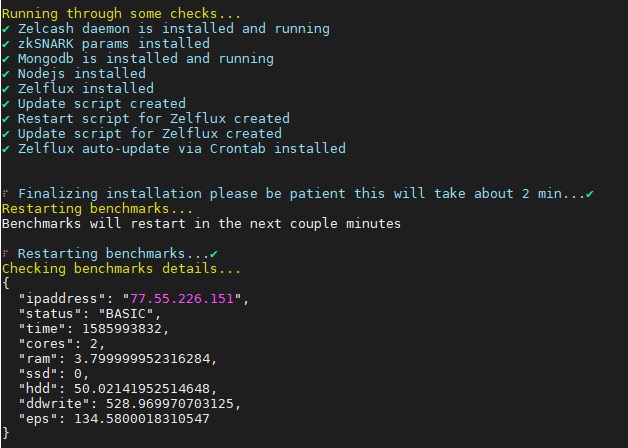 Running through some checks...
✔ Zelcash daemon is installed and running
✔ zkSNARK params installed
✔ Mongodb is installed and running
✔ Nodejs installed
✔ Zelflux installed
✔ Update script created
✔ Restart script for Zelflux created
✔ Update script for Zelflux created
✔ Zelflux auto-update via Crontab installed
⠏ Finalizing installation please be patient this will take about 2 min...✔
Restarting benchmarks...
Benchmarks will restart in the next couple minutes
⠏ Restarting benchmarks...✔
Checking benchmarks details...
{
"ipaddress": "77.55.226.151",
"status": "BASIC",
"time": 1585993832,
"cores": 2,
"ram": 3.799999952316284,
"ssd": 0,
"hdd": 50.02141952514648,
"ddwrite": 528.969970703125,
"eps": 134.5800018310547
}